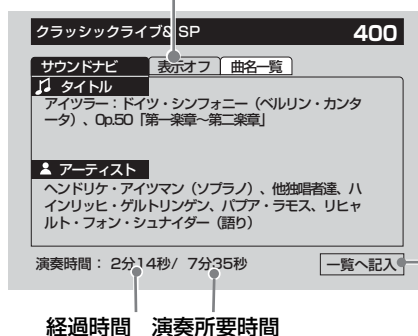 クラッシックライブ& SP 400
サウンドナビ 表示オフ 曲名一覧
タイトル
アイツラー：ドイツ・シンフォニー（ベルリン・カンタ
ータ）、Op.50「第一楽章～第二楽章」
アーティスト
ヘンドリケ・アイツマン（ソプラノ）、他独唱者達、ハ
インリッヒ・ゲルトリンゲン、パプア・ラモス、リヒャ
ルト・フォン・シュナイダー（語り）
演奏時間： 2分14秒/ 7分35秒 一覧へ記入
経過時間 演奏所要時間